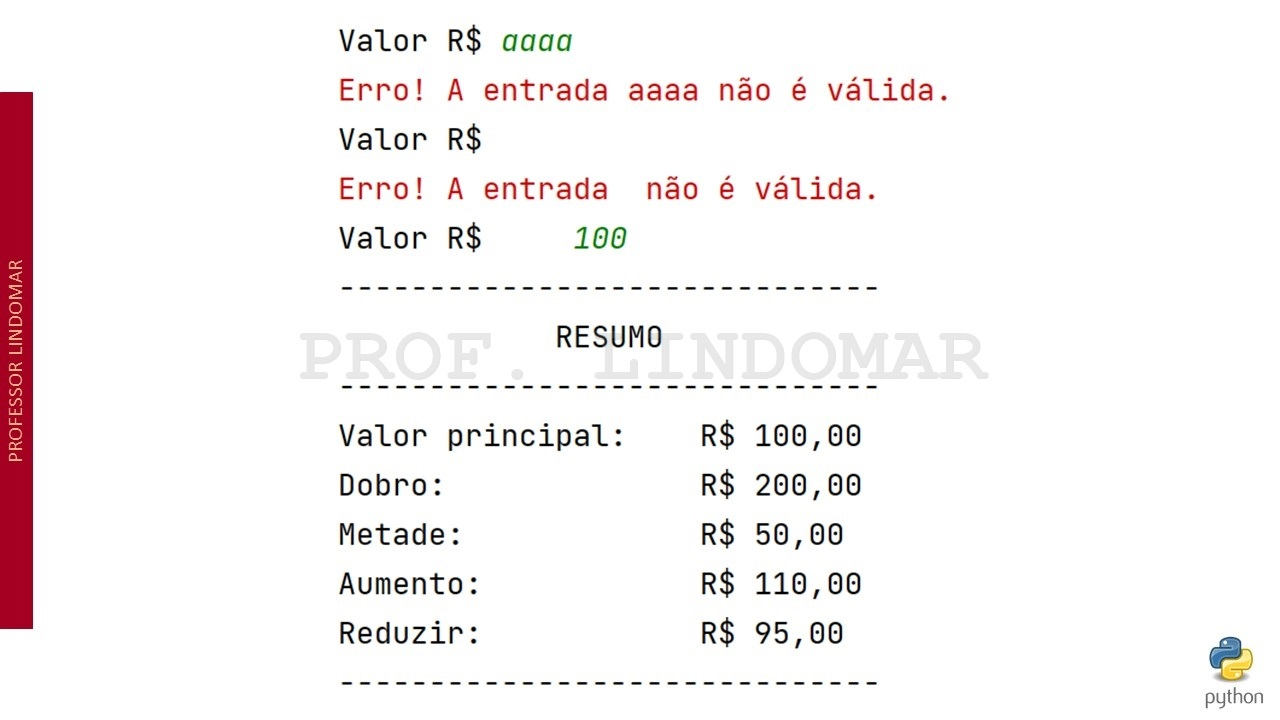 Valor R$ aaaa
Erro! A entrada aaaa não é válida.
Valor R$
Erro! A entrada  não é válida.
Valor R$     100
------------------------------
RESUMO
PROF. LINDOMAR
------------------------------
Valor principal:    R$ 100,00
Dobro:              R$ 200,00
Metade:             R$ 50,00
Aumento:            R$ 110,00
Reduzir:            R$ 95,00
------------------------------
PROFESSOR LINDOMAR
python